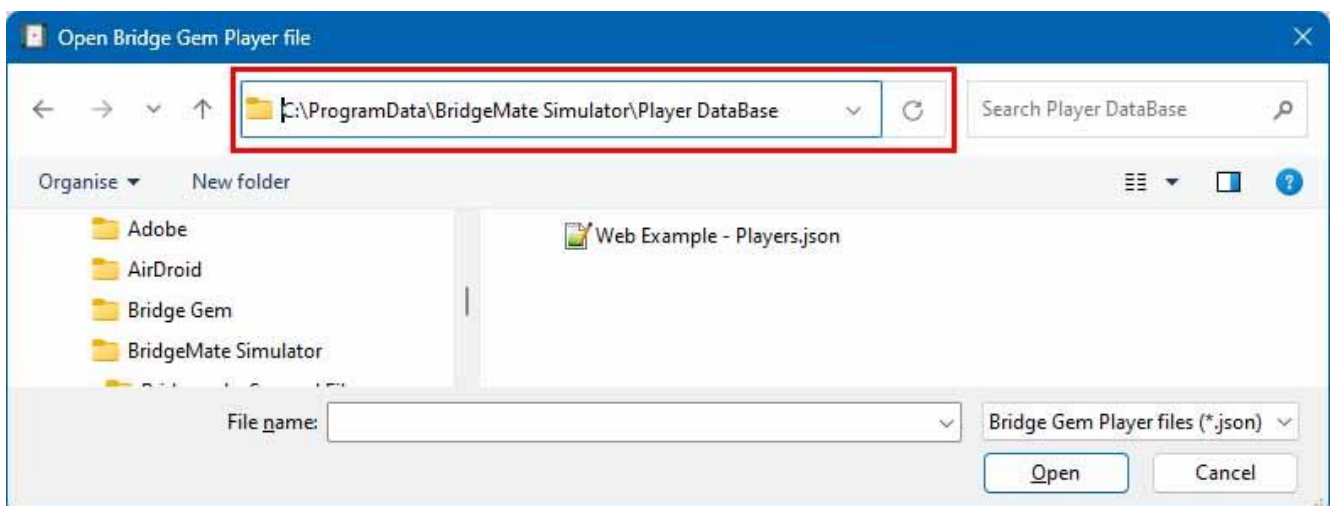 Open Bridge Gem Player file
C:\ProgramData\BridgeMate Simulator\Player DataBase
Search Player DataBase
Organise
New folder
Adobe
AirDroid
Bridge Gem
BridgeMate Simulator
Web Example - Players.json
File name:
Bridge Gem Player files (*.json)
Open
Cancel